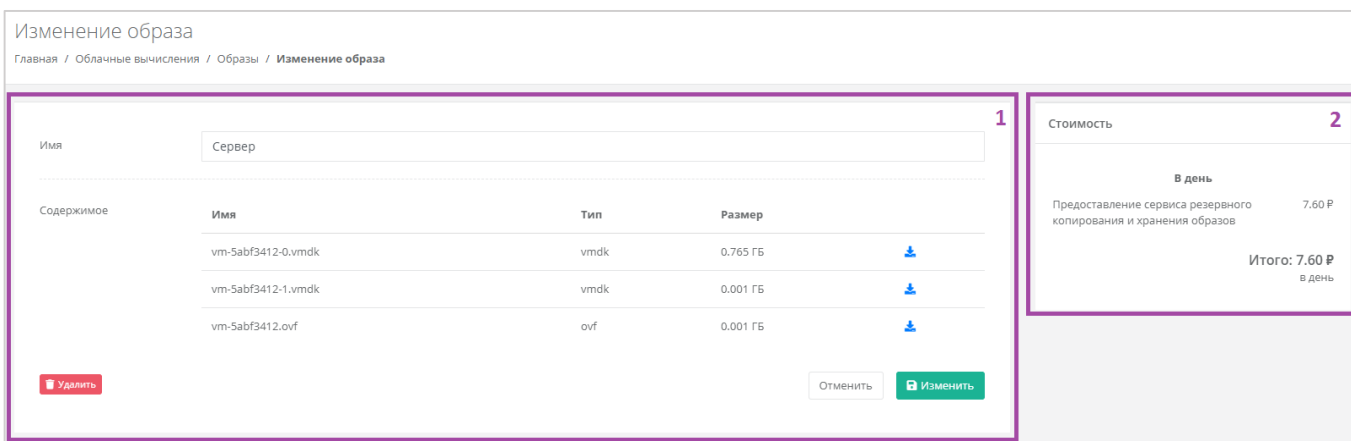 Изменение образа
Главная / Облачные вычисления / Образы / Изменение образа
1
Имя
Сервер
Содержимое
Имя Тип Размер
vm-5abf3412-0.vmdk vmdk 0.765 ГБ
vm-5abf3412-1.vmdk vmdk 0.001 ГБ
vm-5abf3412.ovf ovf 0.001 ГБ
Удалить
Отменить
Изменить
Стоимость
2
В день
Предоставление сервиса резервного 7.60 ₽
копирования и хранения образов
Итого: 7.60 ₽
в день